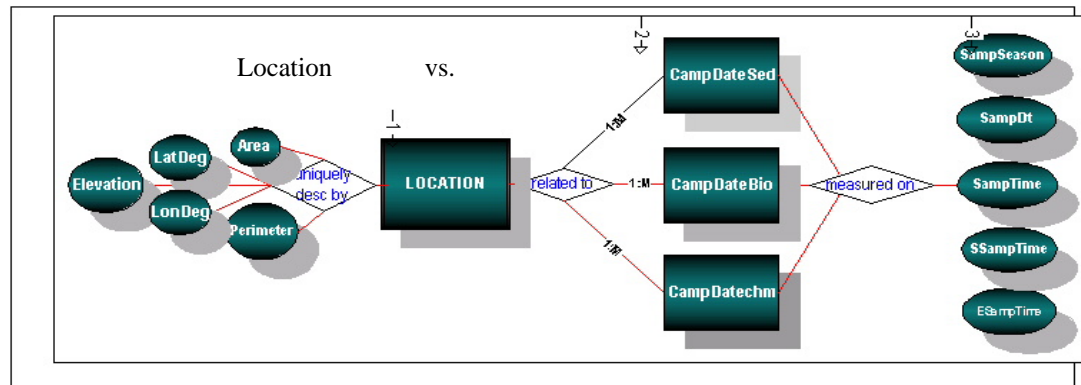 -2-
-3-
SampSeason
Location vs.
CampDateSed
-1-
1:M
SampDt
Area
LatDeg
uniquely
desc by
Elevation
LOCATION
related to
1:M
CampDateBio
measured on
SampTime
LonDeg
Perimeter
1:M
SSampTime
CampDatechm
ESampTime